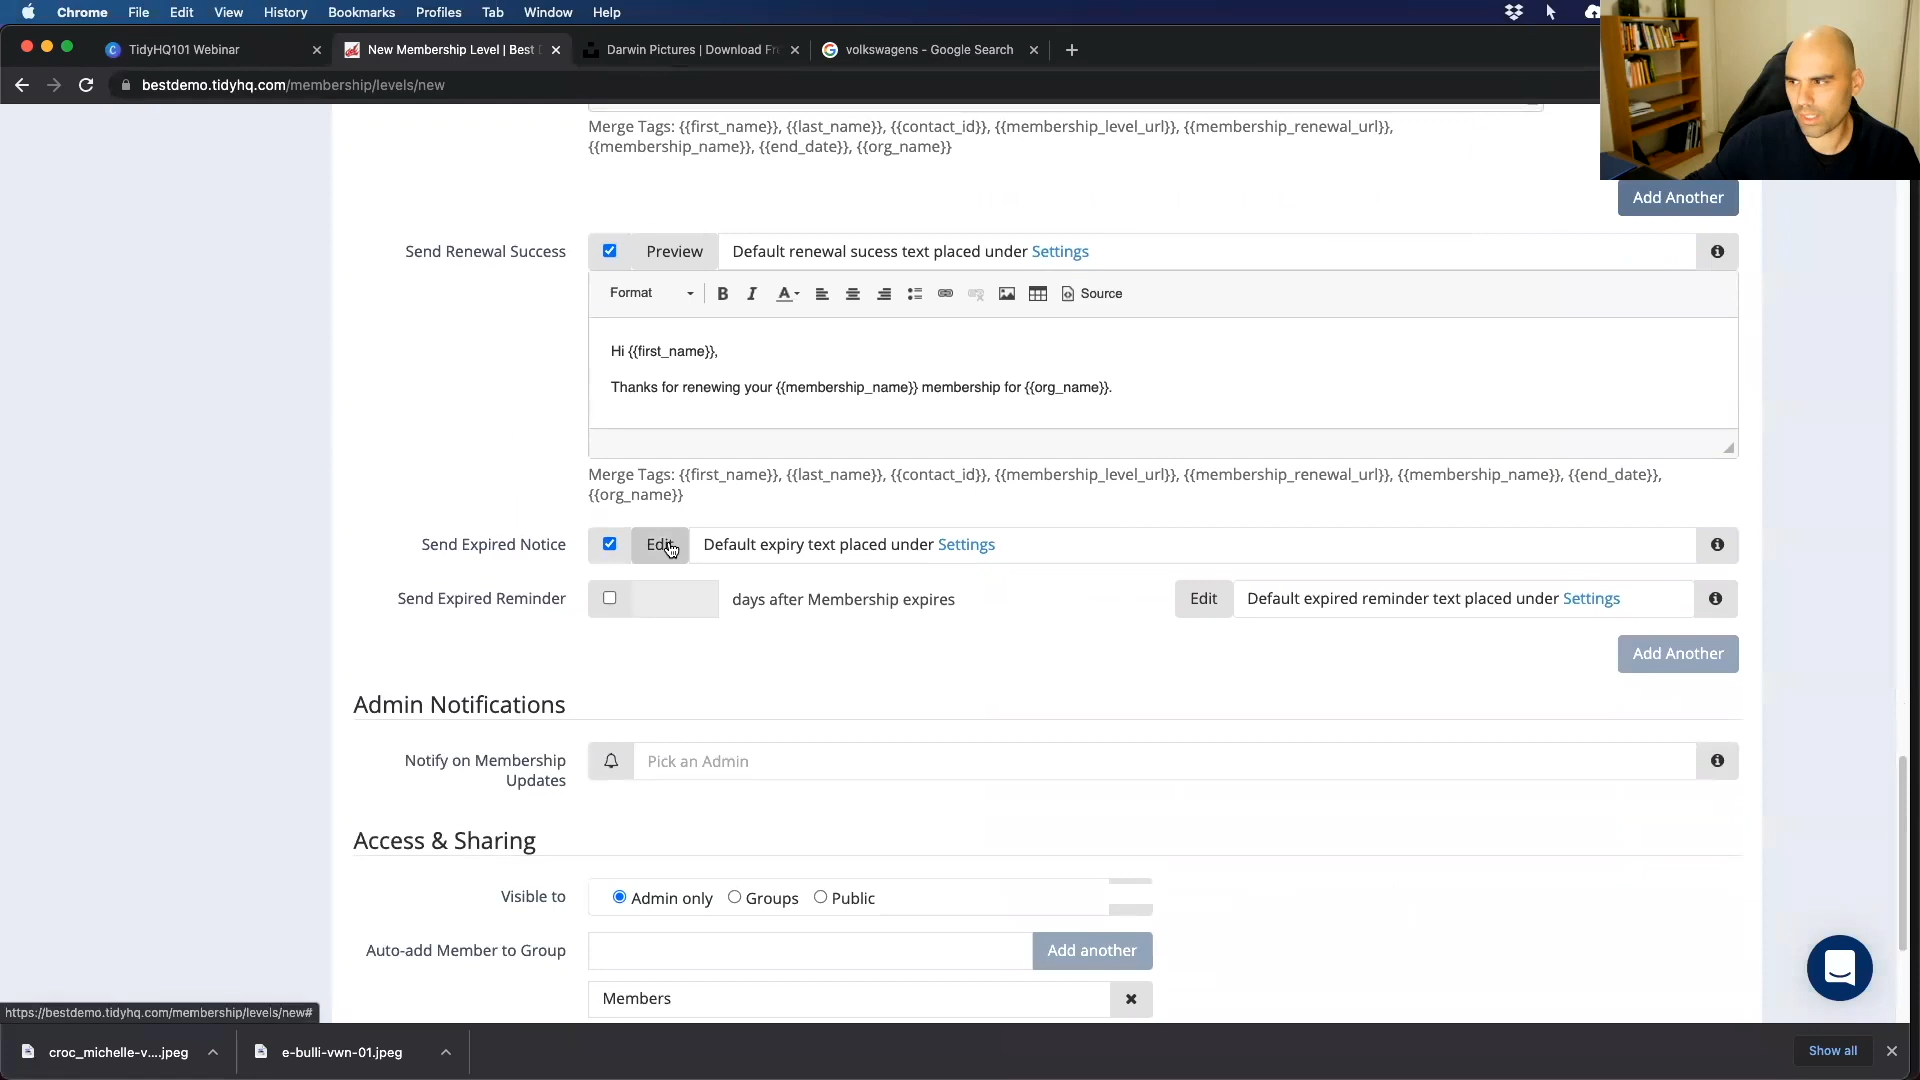 Chrome File Edit View History Bookmarks Profiles Tab Window Help
TidyHQ101 Webinar
New Membership Level | Best
Darwin Pictures | Download Fr
volkswagens - Google Search
bestdemo.tidyhq.com/membership/levels/new
Merge Tags: {{first_name}}, {{last_name}}, {{contact_id}}, {{membership_level_url}}, {{membership_renewal_url}},
{{membership_name}}, {{end_date}}, {{org_name}}
Add Another
Send Renewal Success
Preview
Default renewal sucess text placed under Settings
Format
B
I
A
Source
Hi {{first_name}},
Thanks for renewing your {{membership_name}} membership for {{org_name}}.
Merge Tags: {{first_name}}, {{last_name}}, {{contact_id}}, {{membership_level_url}}, {{membership_renewal_url}}, {{membership_name}}, {{end_date}},
{{org_name}}
Send Expired Notice
Edit
Default expiry text placed under Settings
Send Expired Reminder
days after Membership expires
Edit
Default expired reminder text placed under Settings
Add Another
Admin Notifications
Notify on Membership
Updates
Pick an Admin
Access & Sharing
Visible to
Admin only
Groups
Public
Auto-add Member to Group
Add another
Members
https://bestdemo.tidyhq.com/membership/levels/new#
croc_michelle-v....jpeg
e-bulli-vwn-01.jpeg
Show all